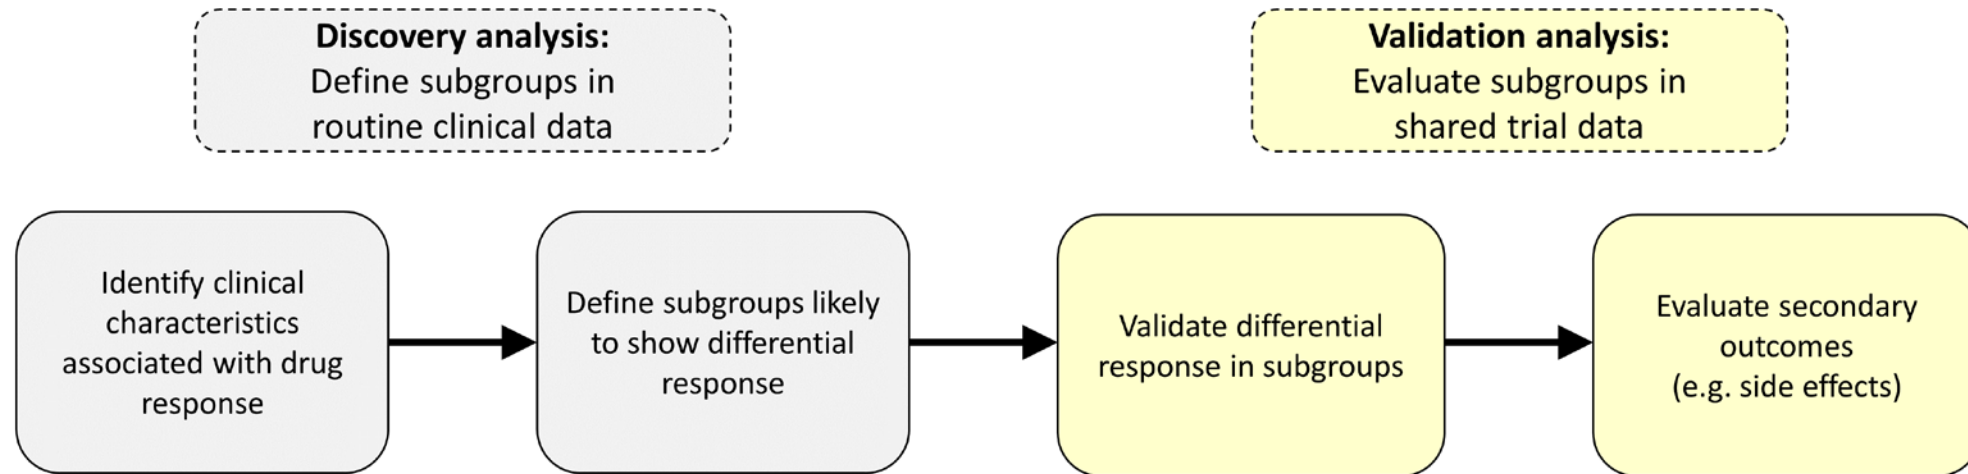 Discovery analysis:
Define subgroups in
routine clinical data
Validation analysis:
Evaluate subgroups in
shared trial data
Identify clinical
characteristics
associated with drug
response
Define subgroups likely
to show differential
response
Validate differential
response in subgroups
Evaluate secondary
outcomes
(e.g. side effects)